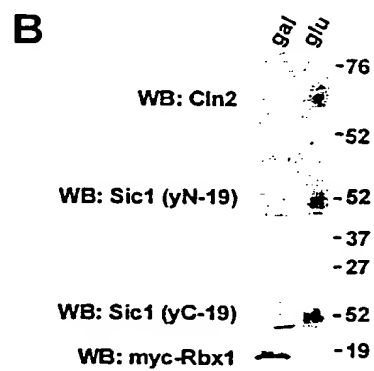 B
gal glu
-76
WB: Cln2
-52
WB: Sic1 (yN-19) -52
-37
-27
WB: Sic1 (yC-19) -52
WB: myc-Rbx1 -19